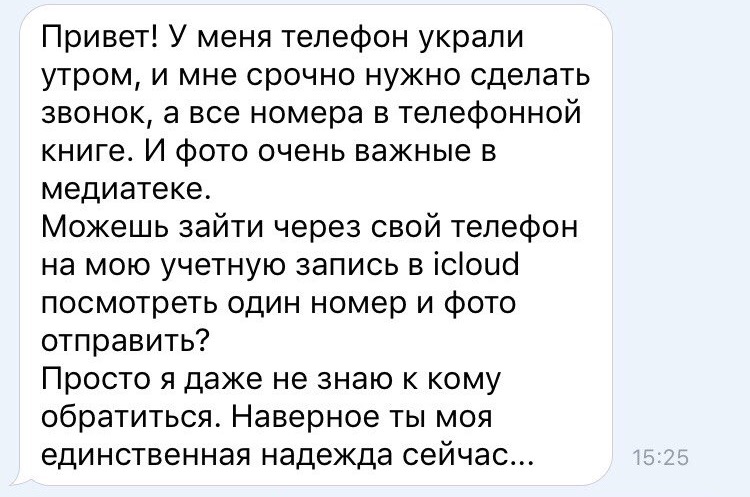 Привет! У меня телефон украли
утром, и мне срочно нужно сделать
звонок, а все номера в телефонной
книге. И фото очень важные в
медиатеке.
Можешь зайти через свой телефон
на мою учетную запись в icloud
посмотреть один номер и фото
отправить?
Просто я даже не знаю к кому
обратиться. Наверное ты моя
единственная надежда сейчас...
15:25